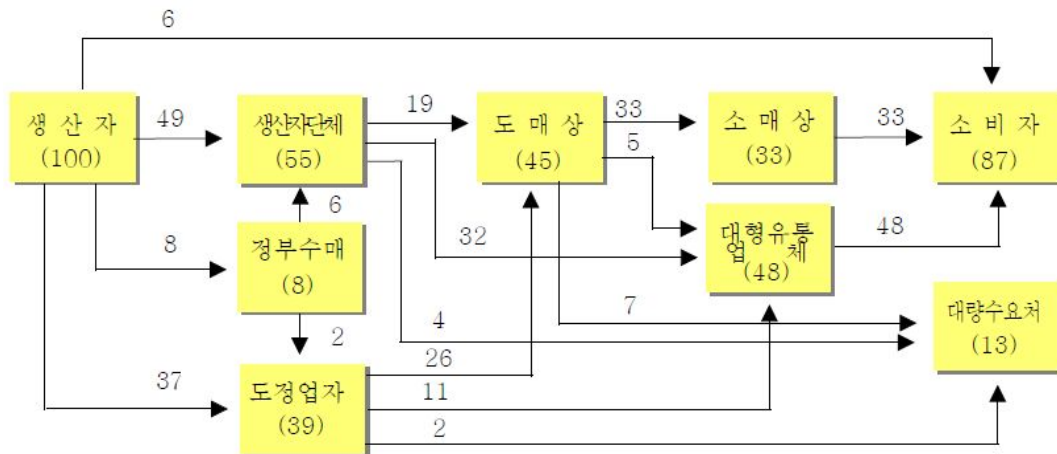 6
생 산 자
(100)
49
생산자단체
(55)
19
도 매 상
(45)
33
5
소 매 상
(33)
33
소 비 자
(87)
6
8
정부수매
(8)
32
대형유통
업 체
(48)
48
2
4
7
대량수요처
(13)
37
도정업자
(39)
26
11
2